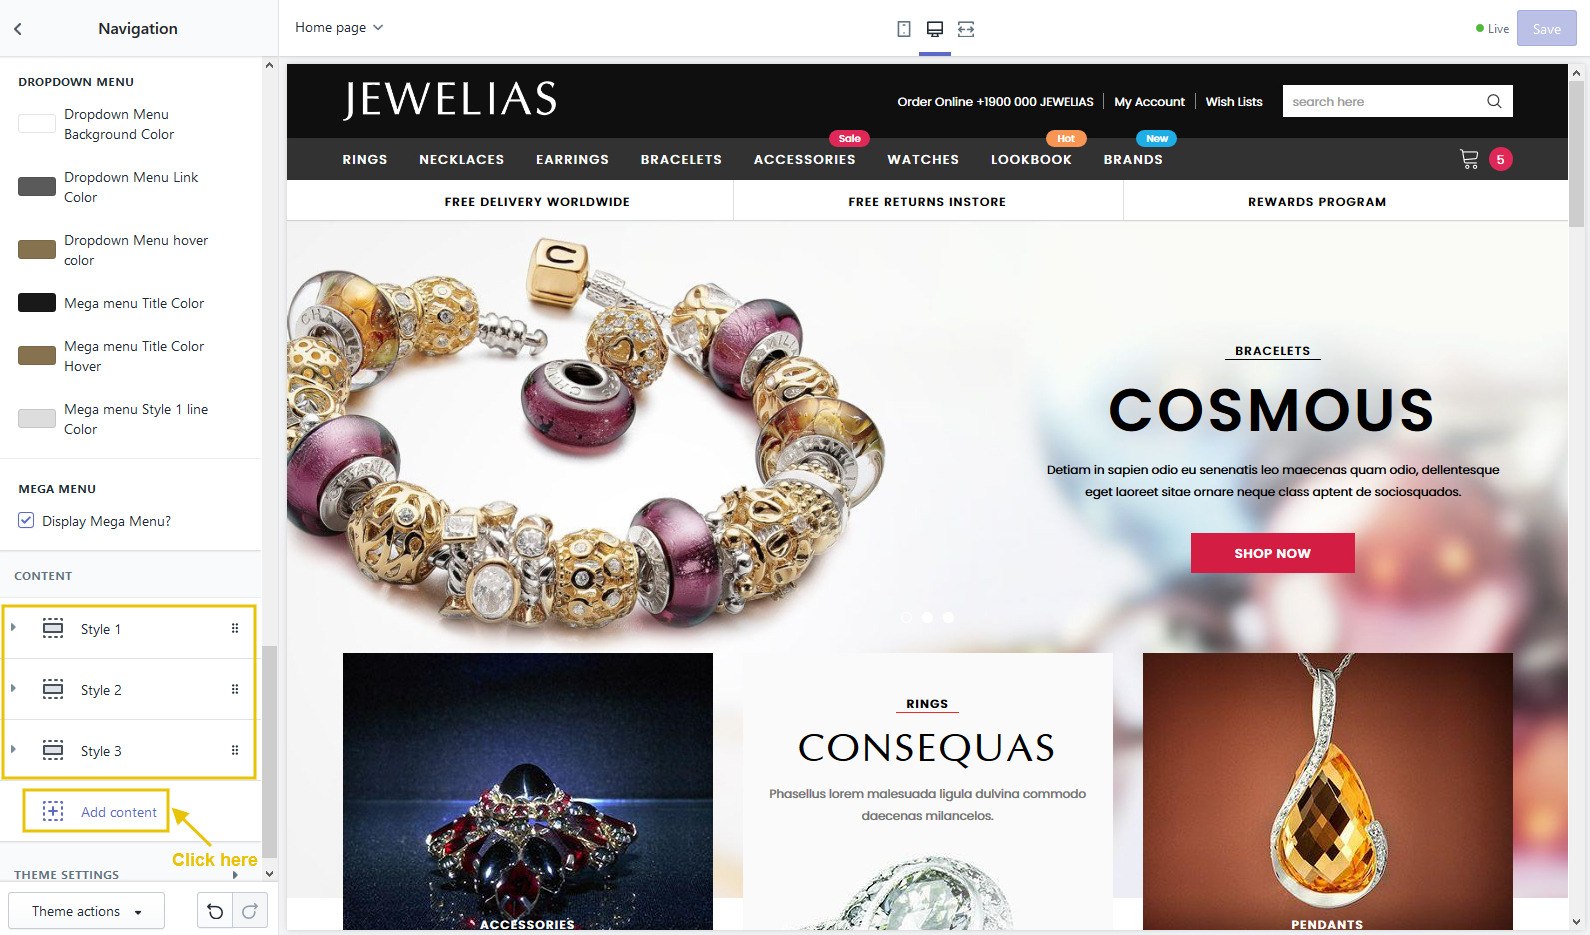 Navigation
Home page
Live
Save
DROPDOWN MENU
Dropdown Menu
Background Color
Dropdown Menu Link
Color
Dropdown Menu hover
color
Mega menu Title Color
Mega menu Title Color
Hover
Mega menu Style 1 line
Color
MEGA MENU
Display Mega Menu?
CONTENT
Style 1
Style 2
Style 3
Add content
Click here
THEME SETTINGS
Theme actions
JEWELIAS
Order Online +1900 000 JEWELIAS
My Account
Wish Lists
search here
Sale
Hot
New
RINGS
NECKLACES
EARRINGS
BRACELETS
ACCESSORIES
WATCHES
LOOKBOOK
BRANDS
5
FREE DELIVERY WORLDWIDE
FREE RETURNS INSTORE
REWARDS PROGRAM
BRACELETS
COSMOUS
Detiam in sapien odio eu senenatis leo maecenas quam odio, dellentesque
eget laoreet sitae ornare neque class aptent de sociosquados.
SHOP NOW
ACCESSORIES
RINGS
CONSEQUAS
Phasellus lorem malesuada ligula dulvina commodo
daecenas milancelos.
PENDANTS